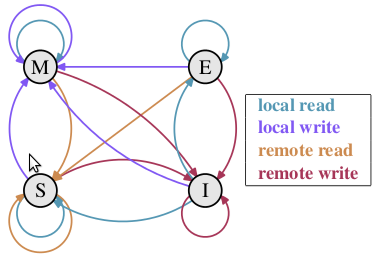 M
E
local read
local write
remote read
remote write
S
I